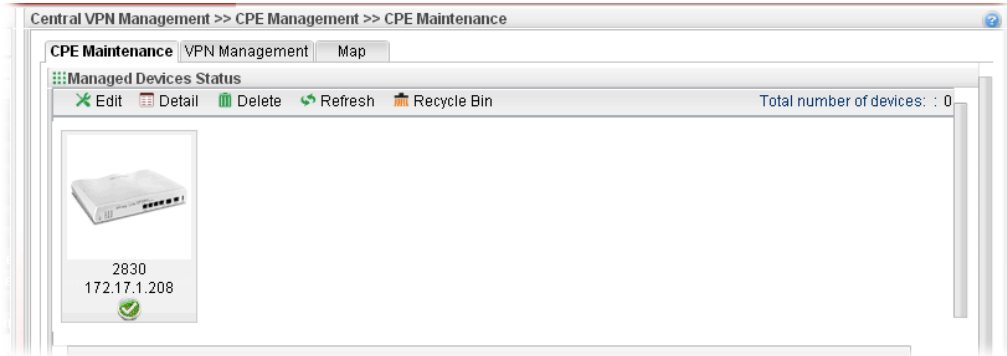 Central VPN Management >> CPE Management >> CPE Maintenance
CPE Maintenance VPN Management Map
Managed Devices Status
Edit Detail Delete Refresh Recycle Bin Total number of devices: : 0
2830
172.17.1.208